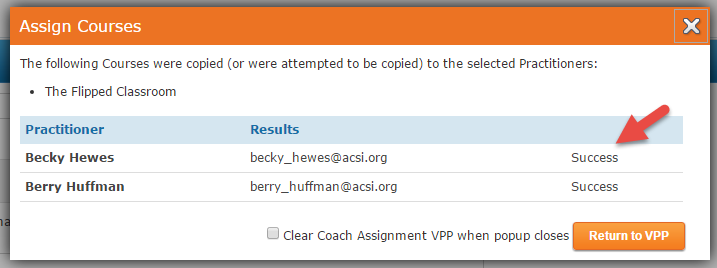 Assign Courses
The following Courses were copied (or were attempted to be copied) to the selected Practitioners:
• The Flipped Classroom
Practitioner Results
Becky Hewes becky_hewes@acsi.org Success
Berry Huffman berry_huffman@acsi.org Success
Clear Coach Assignment VPP when popup closes Return to VPP